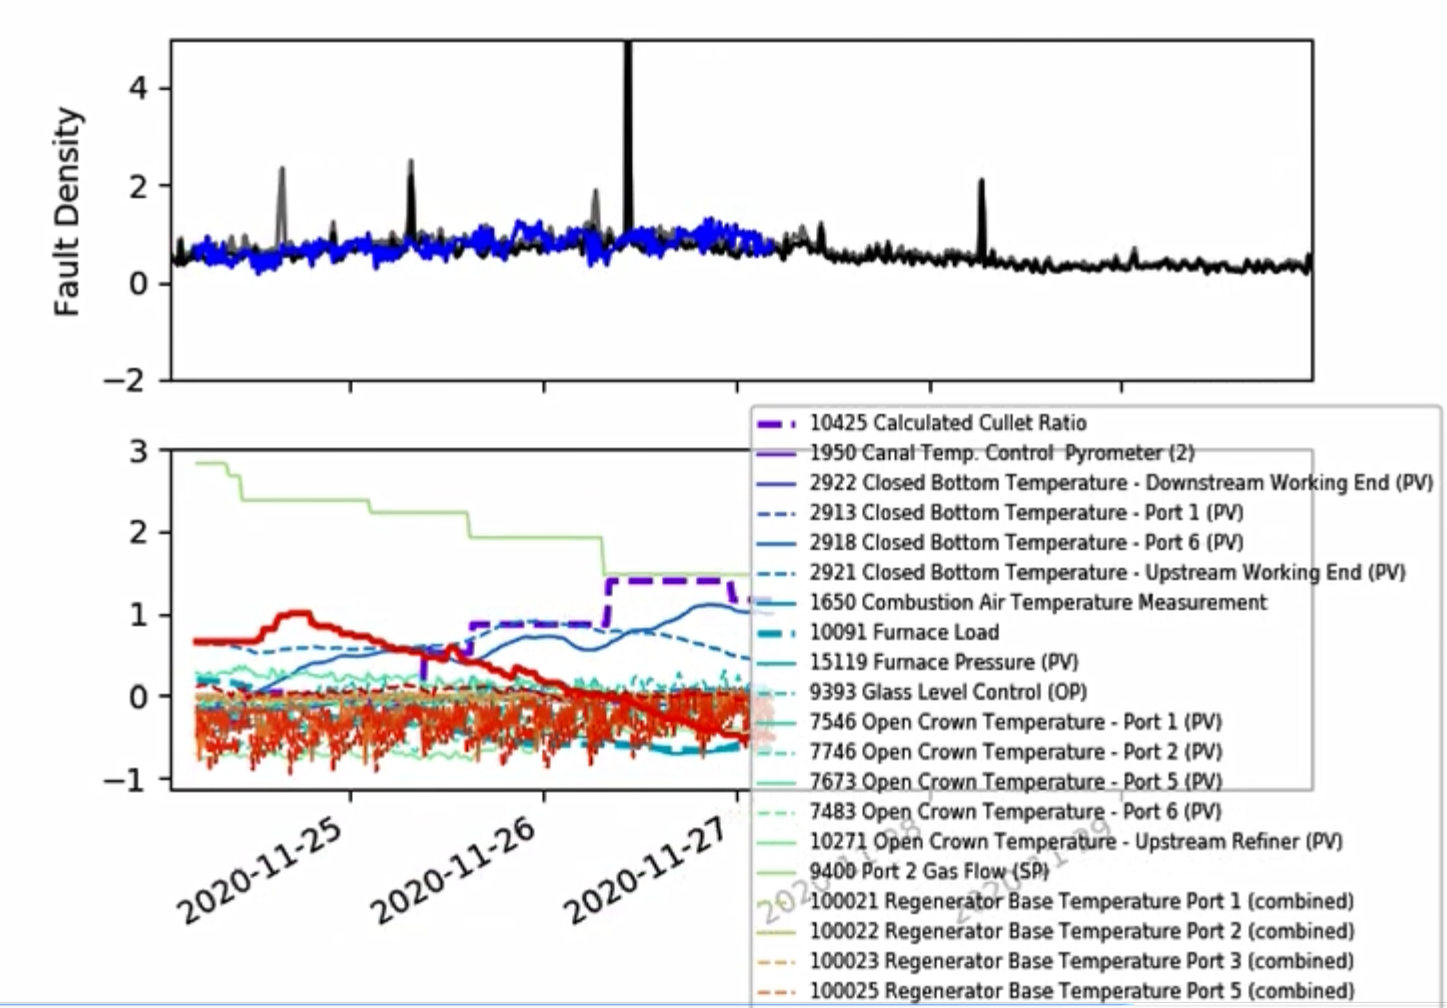 4
2
0
−2
Fault Density
3
2
1
0
−1
2020-11-25
2020-11-26
2020-11-27
2020-11-28
2020-11-29
10425 Calculated Cullet Ratio
1950 Canal Temp. Control  Pyrometer (2)
2922 Closed Bottom Temperature - Downstream Working End (PV)
2913 Closed Bottom Temperature - Port 1 (PV)
2918 Closed Bottom Temperature - Port 6 (PV)
2921 Closed Bottom Temperature - Upstream Working End (PV)
1650 Combustion Air Temperature Measurement
10091 Furnace Load
15119 Furnace Pressure (PV)
9393 Glass Level Control (OP)
7546 Open Crown Temperature - Port 1 (PV)
7746 Open Crown Temperature - Port 2 (PV)
7673 Open Crown Temperature - Port 5 (PV)
7483 Open Crown Temperature - Port 6 (PV)
10271 Open Crown Temperature - Upstream Refiner (PV)
9400 Port 2 Gas Flow (SP)
100021 Regenerator Base Temperature Port 1 (combined)
100022 Regenerator Base Temperature Port 2 (combined)
100023 Regenerator Base Temperature Port 3 (combined)
100025 Regenerator Base Temperature Port 5 (combined)